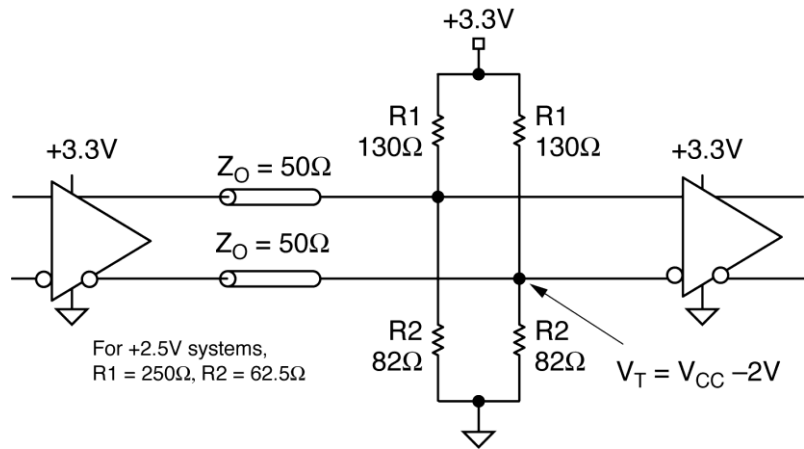 +3.3V
R1
130Ω
R1
130Ω
+3.3V
Z_O = 50Ω
+3.3V
Z_O = 50Ω
R2
82Ω
R2
82Ω
For +2.5V systems,
R1 = 250Ω, R2 = 62.5Ω
V_T = V_CC –2V